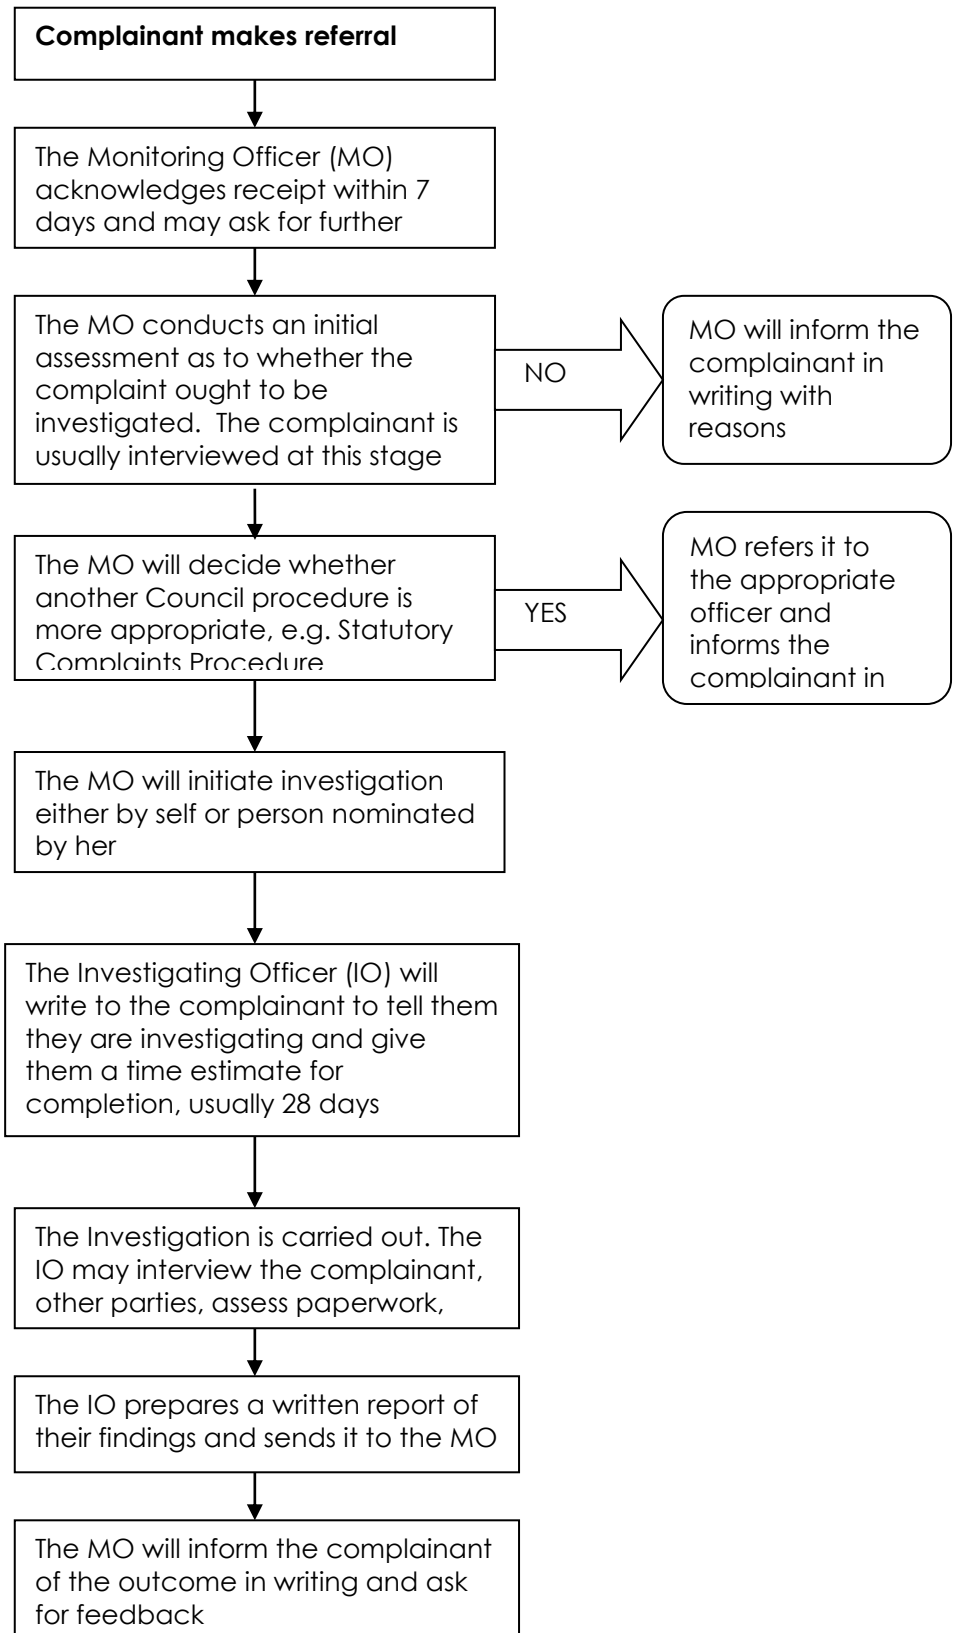 Complainant makes referral
The Monitoring Officer (MO)
acknowledges receipt within 7
days and may ask for further
The MO conducts an initial
assessment as to whether the
complaint ought to be
investigated.  The complainant is
usually interviewed at this stage
NO
MO will inform the
complainant in
writing with
reasons
The MO will decide whether
another Council procedure is
more appropriate, e.g. Statutory
Complaints Procedure
YES
MO refers it to
the appropriate
officer and
informs the
complainant in
The MO will initiate investigation
either by self or person nominated
by her
The Investigating Officer (IO) will
write to the complainant to tell them
they are investigating and give
them a time estimate for
completion, usually 28 days
The Investigation is carried out. The
IO may interview the complainant,
other parties, assess paperwork,
The IO prepares a written report of
their findings and sends it to the MO
The MO will inform the complainant
of the outcome in writing and ask
for feedback